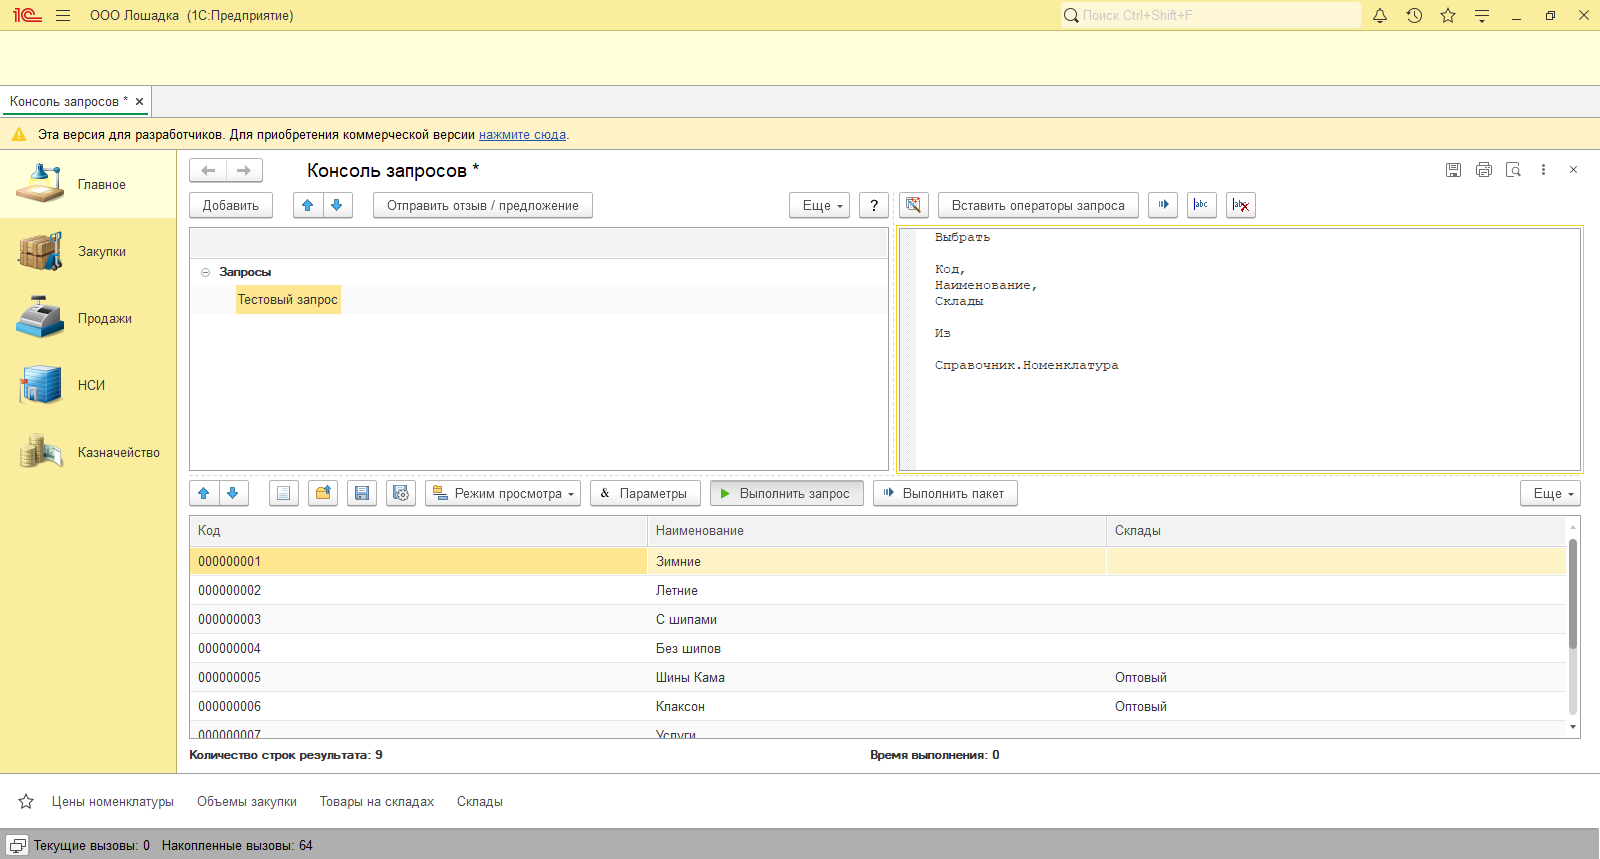 1С ООО Лошадка (1С:Предприятие) Поиск Ctrl+Shift+F
Консоль запросов * ×
Эта версия для разработчиков. Для приобретения коммерческой версии нажмите сюда.
Главное
Закупки
Продажи
НСИ
Казначейство
Консоль запросов *
Добавить Отправить отзыв / предложение Еще ? Вставить операторы запроса abc abc
Запросы
Тестовый запрос
Выбрать
Код,
Наименование,
Склады
Из
Справочник.Номенклатура
Режим просмотра & Параметры Выполнить запрос Выполнить пакет Еще
Код Наименование Склады
000000001 Зимние
000000002 Летние
000000003 С шипами
000000004 Без шипов
000000005 Шины Кама Оптовый
000000006 Клаксон Оптовый
000000007 Услуги
Количество строк результата: 9 Время выполнения: 0
Цены номенклатуры Объемы закупки Товары на складах Склады
Текущие вызовы: 0 Накопленные вызовы: 64